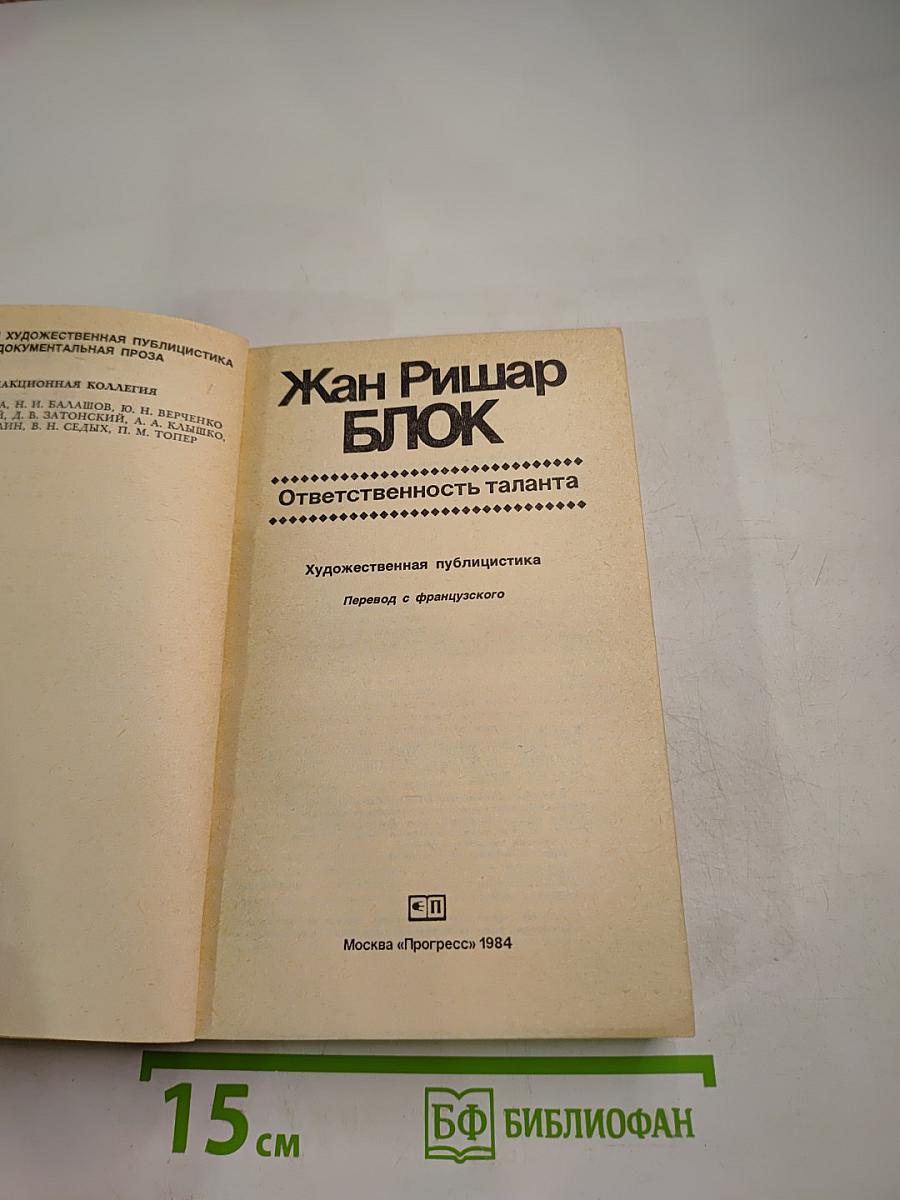 ХУДОЖЕСТВЕННАЯ ПУБЛИЦИСТИКА
ДОКУМЕНТАЛЬНАЯ ПРОЗА
АКЦИОННАЯ КОЛЛЕГИЯ
А, Н. И. БАЛАШОВ, Ю. Н. ВЕРЧЕНКО
Й, Д. В. ЗАТОНСКИЙ, А. А. КЛЫШКО,
ИН, В. Н. СЕДЫХ, П. М. ТОПЕР
Жан Ришар
БЛОК
Ответственность таланта
Художественная публицистика
Перевод с французского
П
Москва «Прогресс» 1984
15 см
БФ БИБЛИОФАН